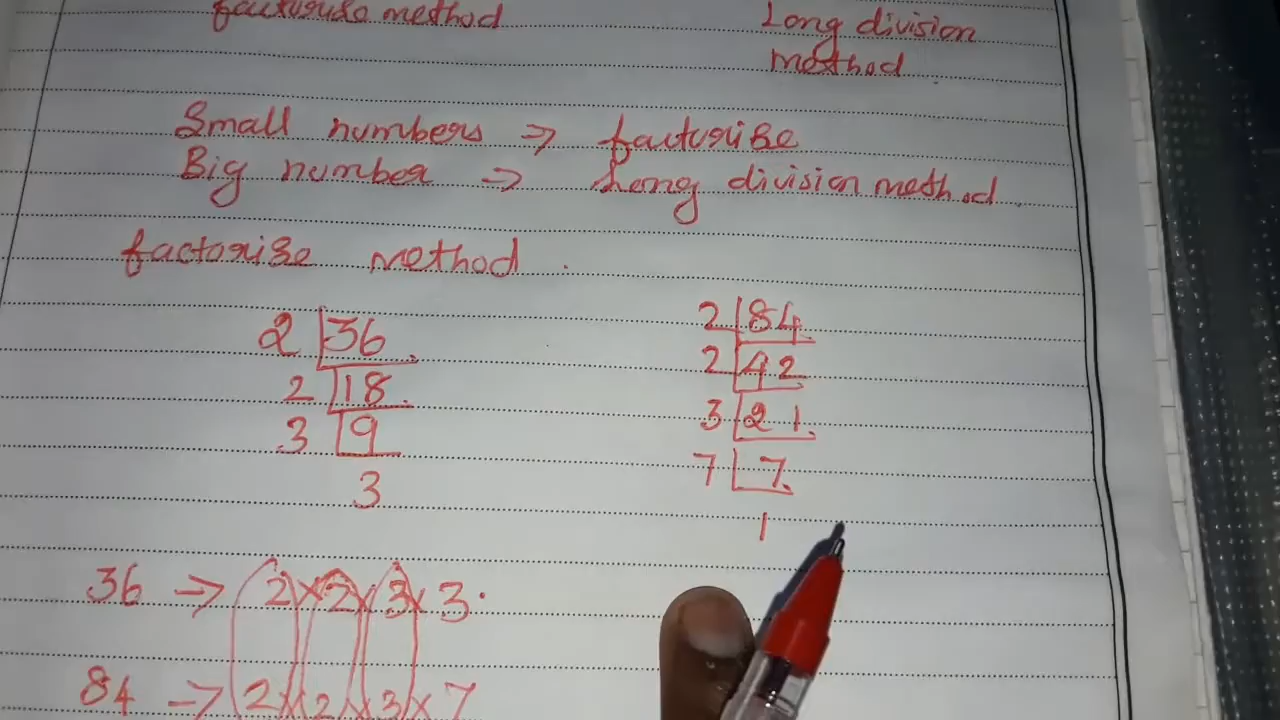 factorise method Long division
method
Small numbers ⇒ factorise
Big number ⇒ Long division method.
factorise method.
2 | 36
2 | 18
3 | 9
3
2 | 84
2 | 42
3 | 21
7 | 7
1
36 → 2 × 2 × 3 × 3.
84 → 2 × 2 × 3 × 7